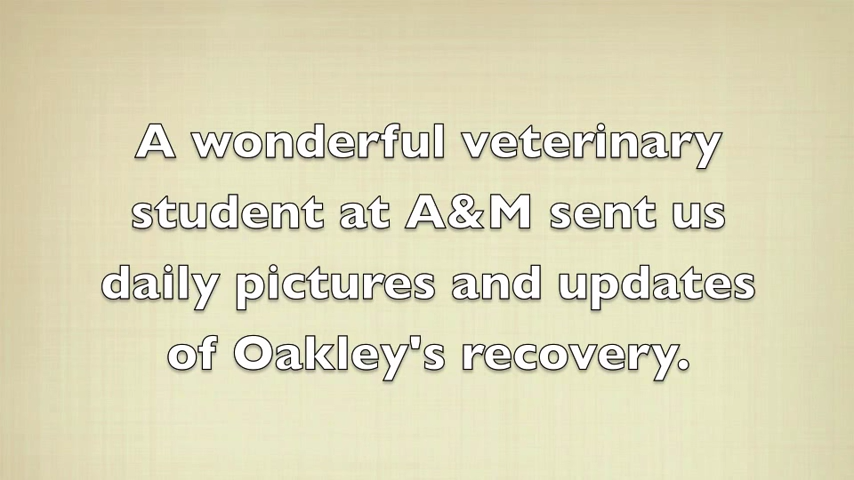 A wonderful veterinary
student at A&M sent us
daily pictures and updates
of Oakley's recovery.